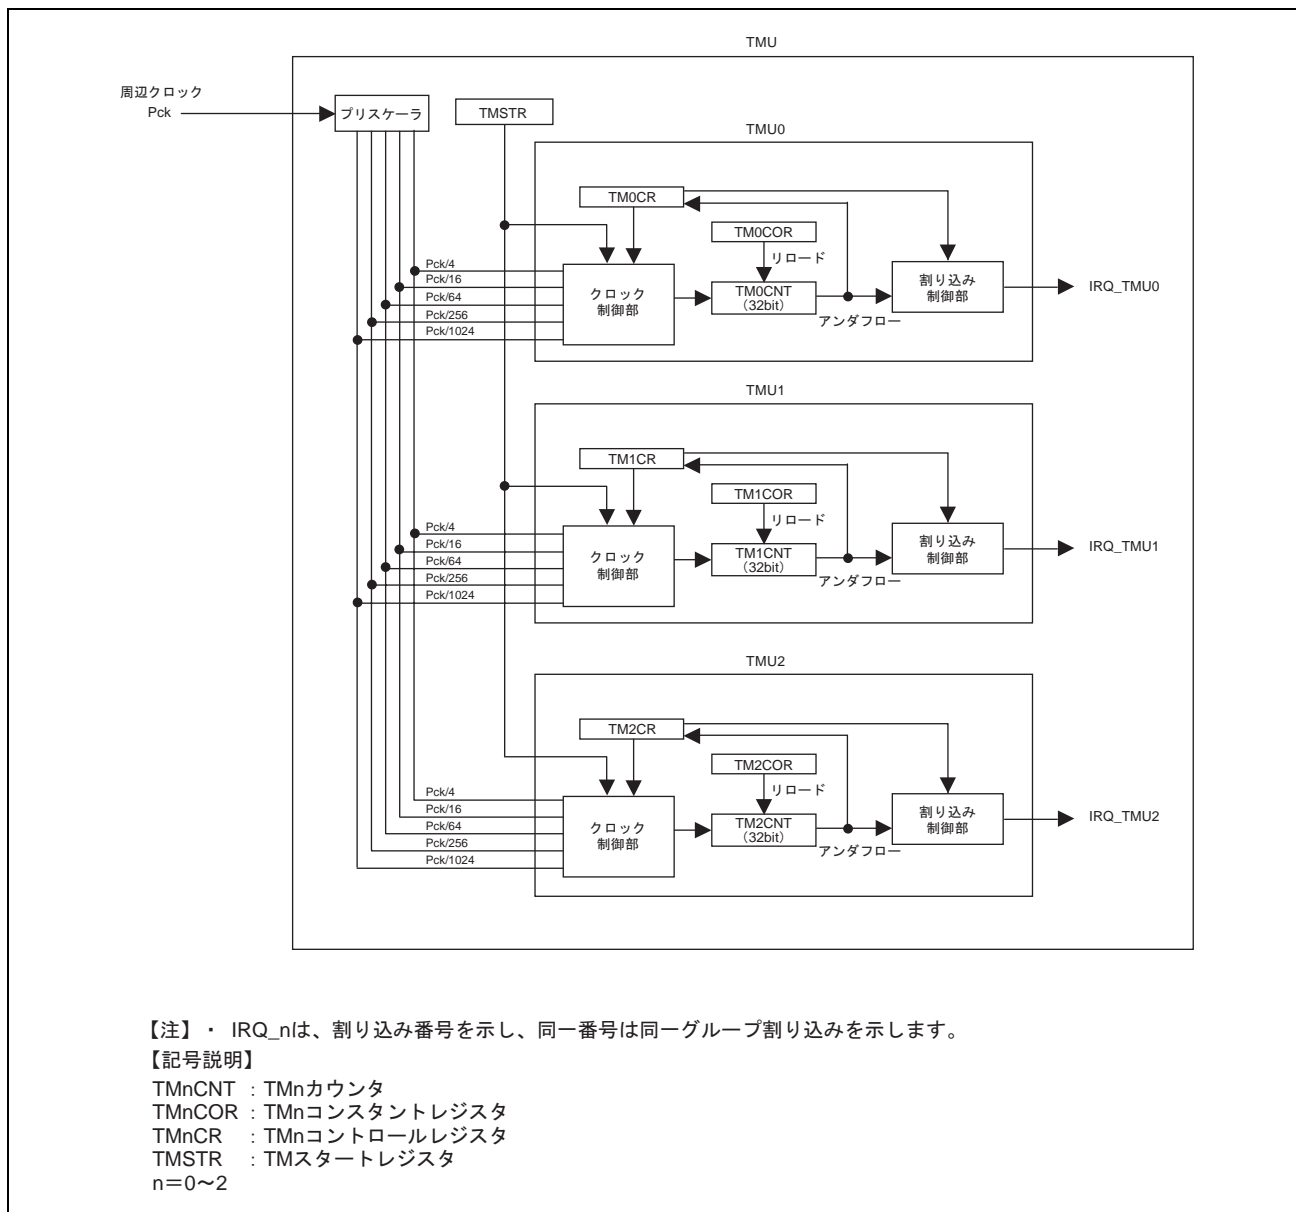 TMU
周辺クロック
Pck
プリスケーラ
TMSTR
TMU0
TM0CR
TM0COR
リロード
Pck/4
Pck/16
Pck/64
Pck/256
Pck/1024
クロック
制御部
TM0CNT
(32bit)
アンダフロー
割り込み
制御部
IRQ_TMU0
TMU1
TM1CR
TM1COR
リロード
Pck/4
Pck/16
Pck/64
Pck/256
Pck/1024
クロック
制御部
TM1CNT
(32bit)
アンダフロー
割り込み
制御部
IRQ_TMU1
TMU2
TM2CR
TM2COR
リロード
Pck/4
Pck/16
Pck/64
Pck/256
Pck/1024
クロック
制御部
TM2CNT
(32bit)
アンダフロー
割り込み
制御部
IRQ_TMU2
【注】・ IRQ_nは、割り込み番号を示し、同一番号は同一グループ割り込みを示します。
【記号説明】
TMnCNT : TMnカウンタ
TMnCOR : TMnコンスタントレジスタ
TMnCR : TMnコントロールレジスタ
TMSTR : TMスタートレジスタ
n=0〜2